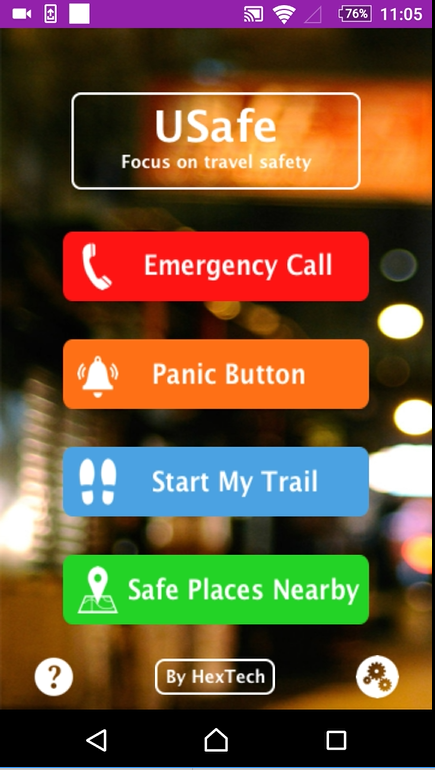 76% 11:05
USafe
Focus on travel safety
Emergency Call
Panic Button
Start My Trail
Safe Places Nearby
? By HexTech